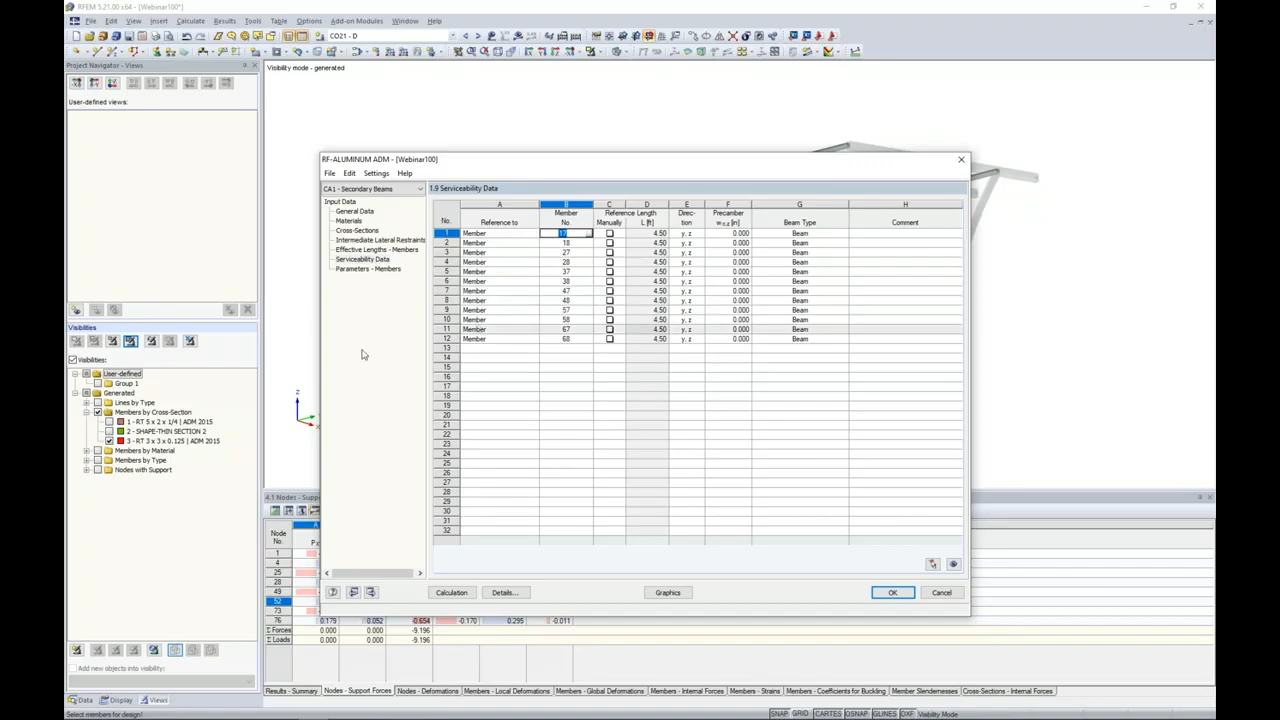 RFEM 5.21.00 x64 - [Webinar100*]
File Edit View Insert Calculate Results Tools Table Options Add-on Modules Window Help
CO21 - D
Project Navigator - Views
User-defined views:
Visibilities
Visibilities:
User-defined
Group 1
Generated
Lines by Type
Members by Cross-Section
1 - RT 5 x 2 x 1/4 | ADM 2015
2 - SHAPE-THIN SECTION 2
3 - RT 3 x 3 x 0.125 | ADM 2015
Members by Material
Members by Type
Nodes with Support
Add new objects into visibility:
Data Display Views
Visibility mode - generated
z
RF-ALUMINUM ADM - [Webinar100]
File Edit Settings Help
CA1 - Secondary Beams
Input Data
General Data
Materials
Cross-Sections
Intermediate Lateral Restraints
Effective Lengths - Members
Serviceability Data
Parameters - Members
1.9 Serviceability Data
A B C D E F G H
No. Reference to Member No. Reference Length Manually L [ft] Direc- tion Precamber w c,z [in] Beam Type Comment
1 Member 17 4.50 y, z 0.000 Beam
2 Member 18 4.50 y, z 0.000 Beam
3 Member 27 4.50 y, z 0.000 Beam
4 Member 28 4.50 y, z 0.000 Beam
5 Member 37 4.50 y, z 0.000 Beam
6 Member 38 4.50 y, z 0.000 Beam
7 Member 47 4.50 y, z 0.000 Beam
8 Member 48 4.50 y, z 0.000 Beam
9 Member 57 4.50 y, z 0.000 Beam
10 Member 58 4.50 y, z 0.000 Beam
11 Member 67 4.50 y, z 0.000 Beam
12 Member 68 4.50 y, z 0.000 Beam
13
14
15
16
17
18
19
20
21
22
23
24
25
26
27
28
29
30
31
32
Calculation Details... Graphics OK Cancel
4.1 Nodes - Suppo
A
Node No.
1
4
25
28
49
52
73
76 0.179 0.052 -0.654 -0.170 0.295 -0.011
Σ Forces 0.000 0.000 -9.196
Σ Loads 0.000 0.000 -9.196
Results - Summary Nodes - Support Forces Nodes - Deformations Members - Local Deformations Members - Global Deformations Members - Internal Forces Members - Strains Members - Coefficients for Buckling Member Slendernesses Cross-Sections - Internal Forces
Select members for design!
SNAP GRID CARTES OSNAP GLINES DXF Visibility Mode